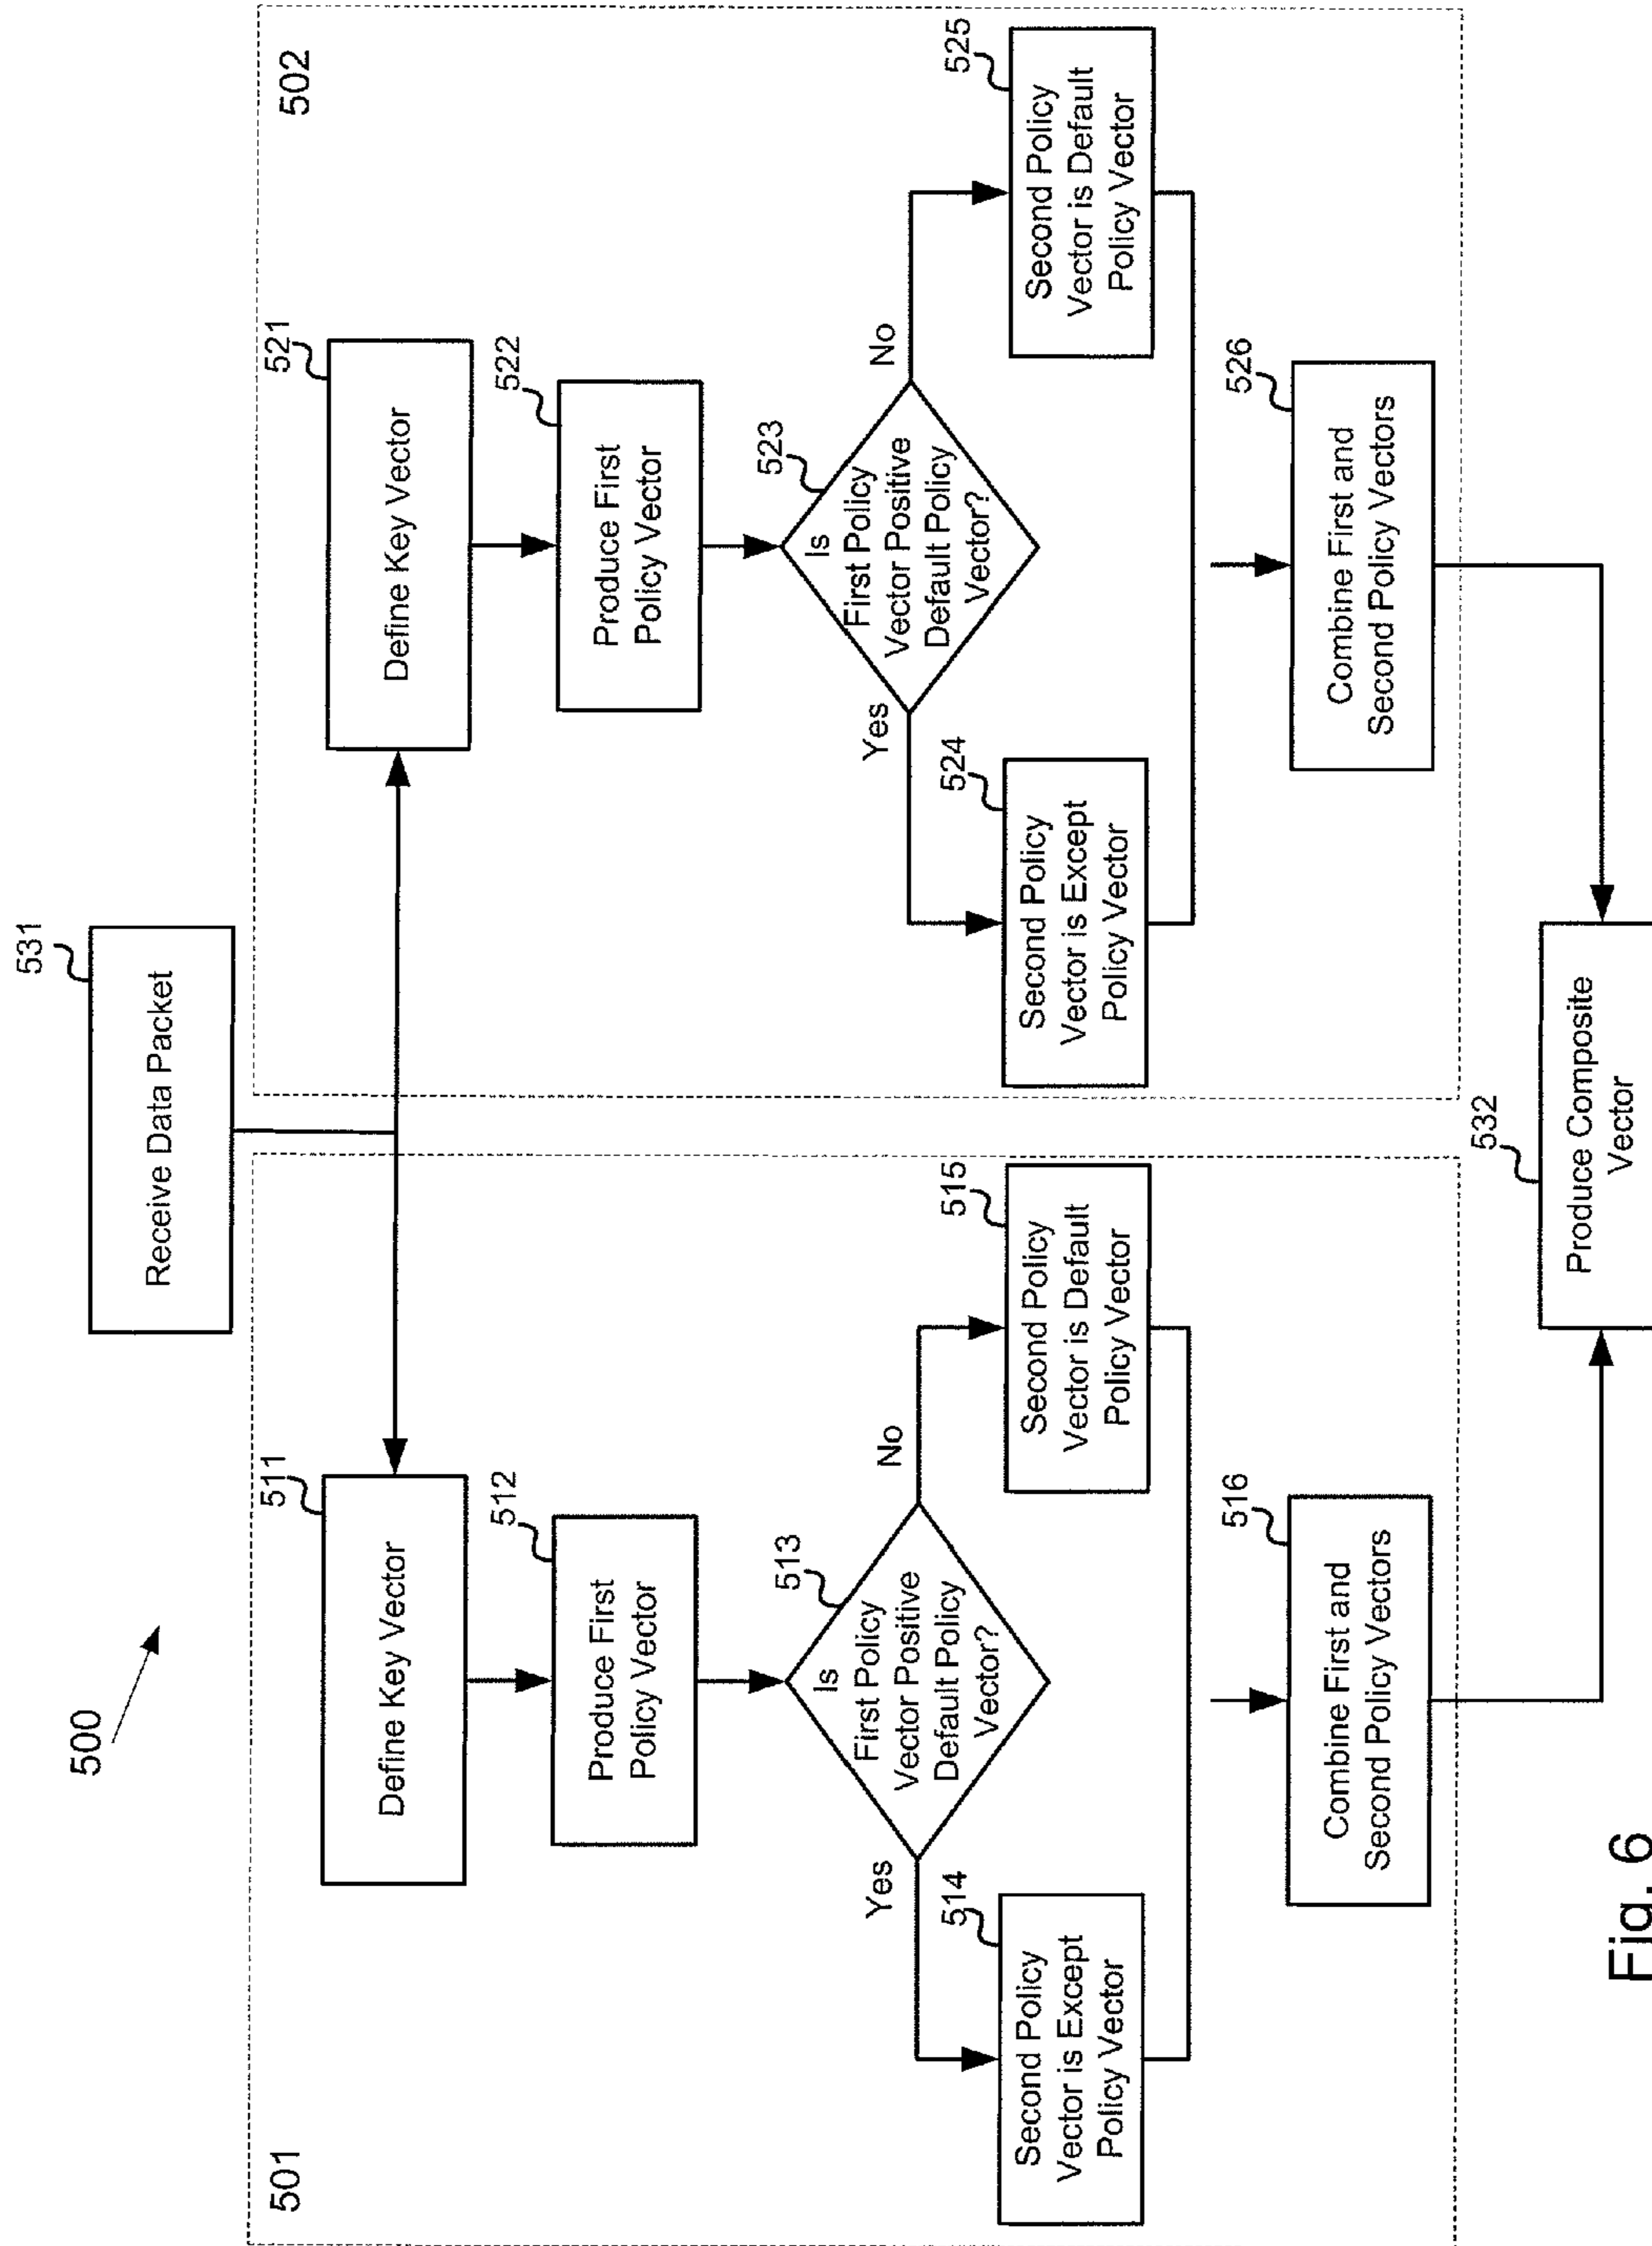 500
531
Receive Data Packet
501
511
Define Key Vector
512
Produce First
Policy Vector
513
Is
First Policy
Vector Positive
Default Policy
Vector?
Yes
No
514
Second Policy
Vector is Except
Policy Vector
515
Second Policy
Vector is Default
Policy Vector
516
Combine First and
Second Policy Vectors
502
521
Define Key Vector
522
Produce First
Policy Vector
523
Is
First Policy
Vector Positive
Default Policy
Vector?
Yes
No
524
Second Policy
Vector is Except
Policy Vector
525
Second Policy
Vector is Default
Policy Vector
526
Combine First and
Second Policy Vectors
532
Produce Composite
Vector
Fig. 6